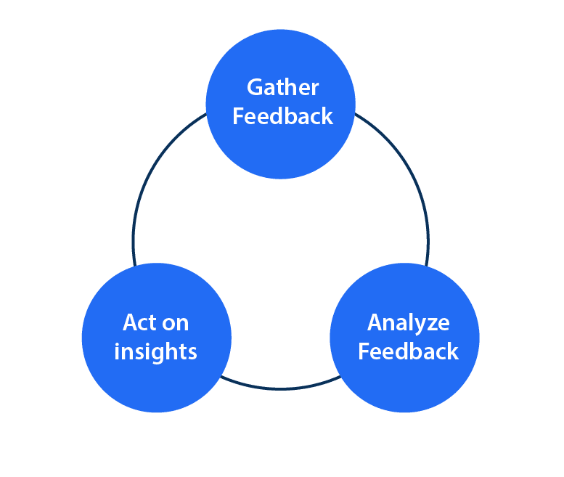 Gather
Feedback
Analyze
Feedback
Act on
insights